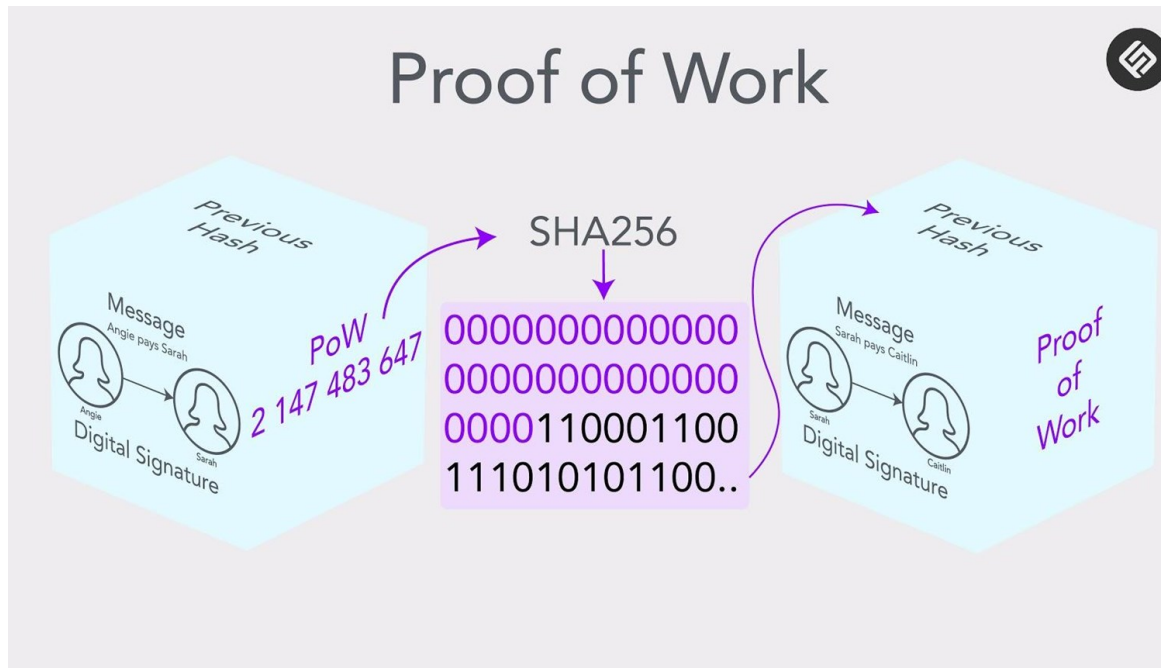 Proof of Work
Previous
Hash
Message
Angie pays Sarah
Angie
Sarah
Digital Signature
PoW
2 147 483 647
SHA256
0000000000000
0000000000000
0000110001100
111010101100..
Previous
Hash
Message
Sarah pays Caitlin
Sarah
Caitlin
Digital Signature
Proof
of
Work